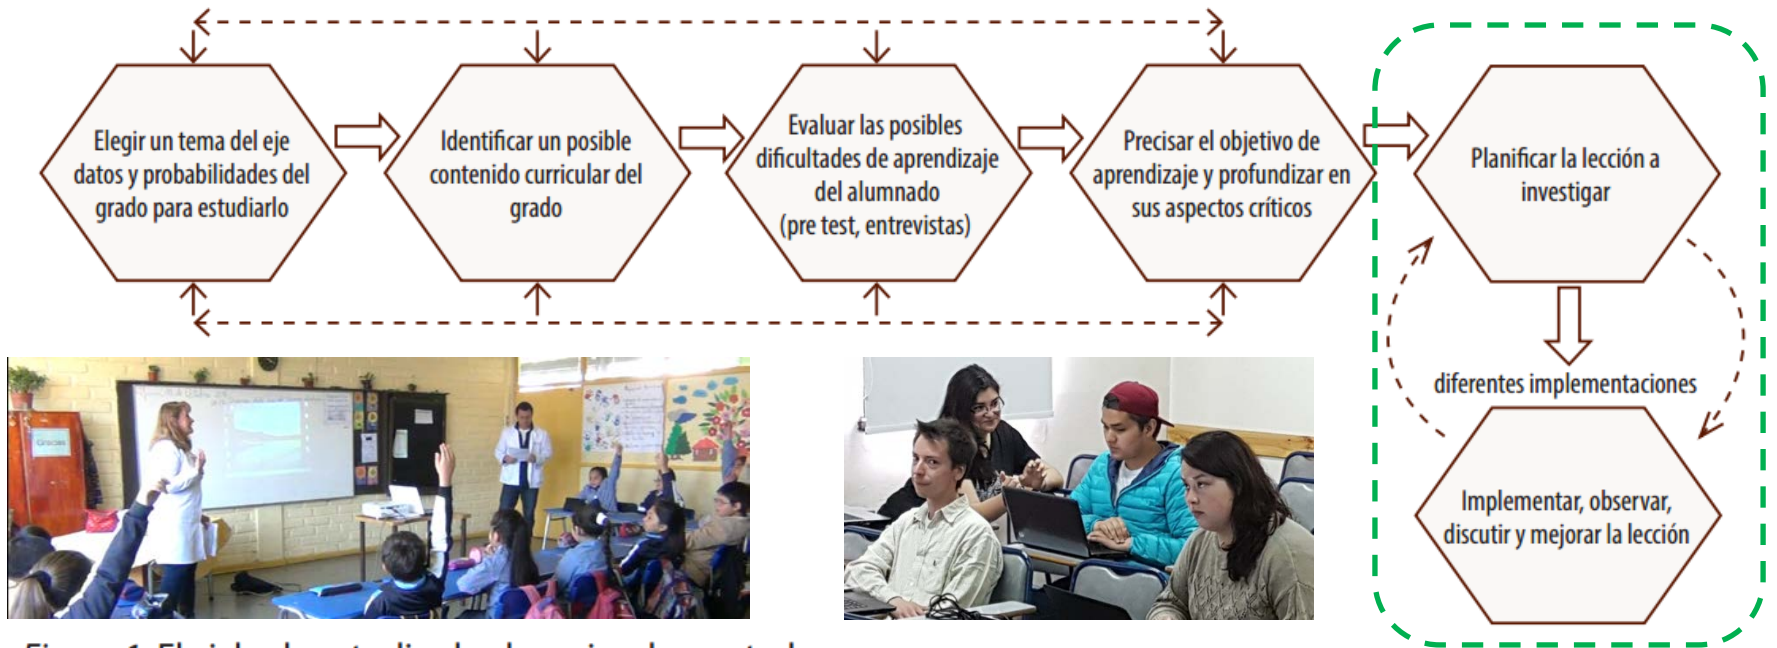 Elegir un tema del eje
datos y probabilidades del
grado para estudiarlo
Identificar un posible
contenido curricular del
grado
Evaluar las posibles
dificultades de aprendizaje
del alumnado
(pre test, entrevistas)
Precisar el objetivo de
aprendizaje y profundizar en
sus aspectos críticos
Planificar la lección a
investigar
diferentes implementaciones
Implementar, observar,
discutir y mejorar la lección
Gracias